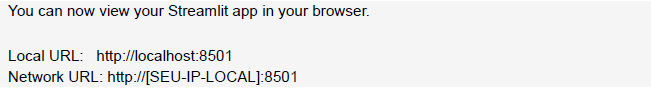 You can now view your Streamlit app in your browser.
Local URL: http://localhost:8501
Network URL: http://[SEU-IP-LOCAL]:8501